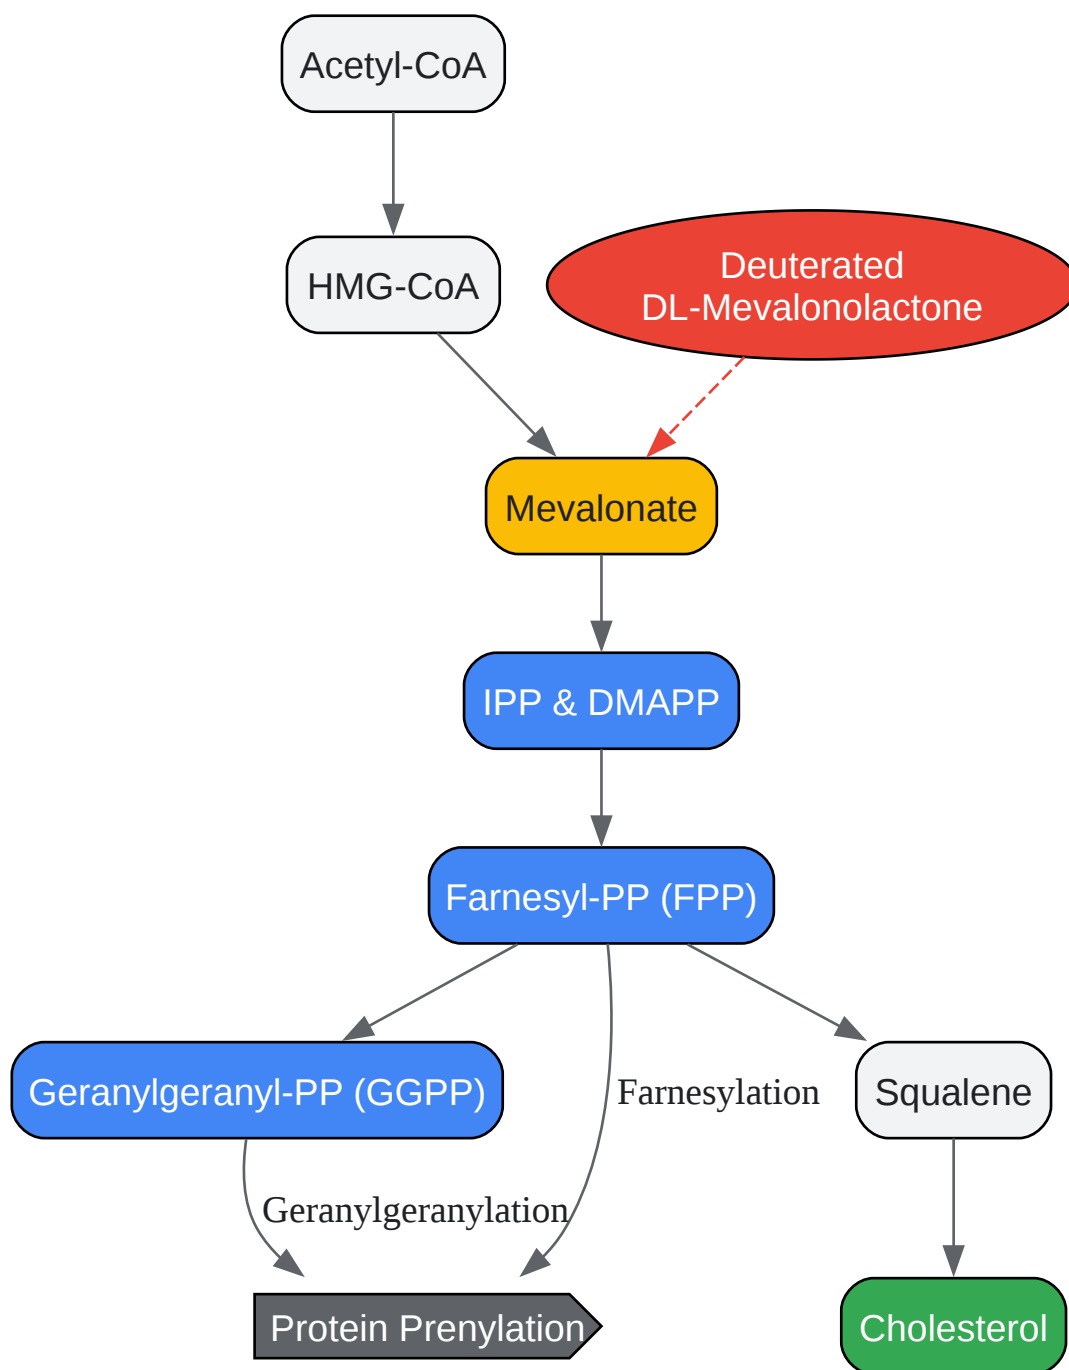 Acetyl-CoA
HMG-CoA
Deuterated
DL-Mevalonolactone
Mevalonate
IPP & DMAPP
Farnesyl-PP (FPP)
Geranylgeranyl-PP (GGPP)
Farnesylation
Squalene
Geranylgeranylation
Protein Prenylation
Cholesterol